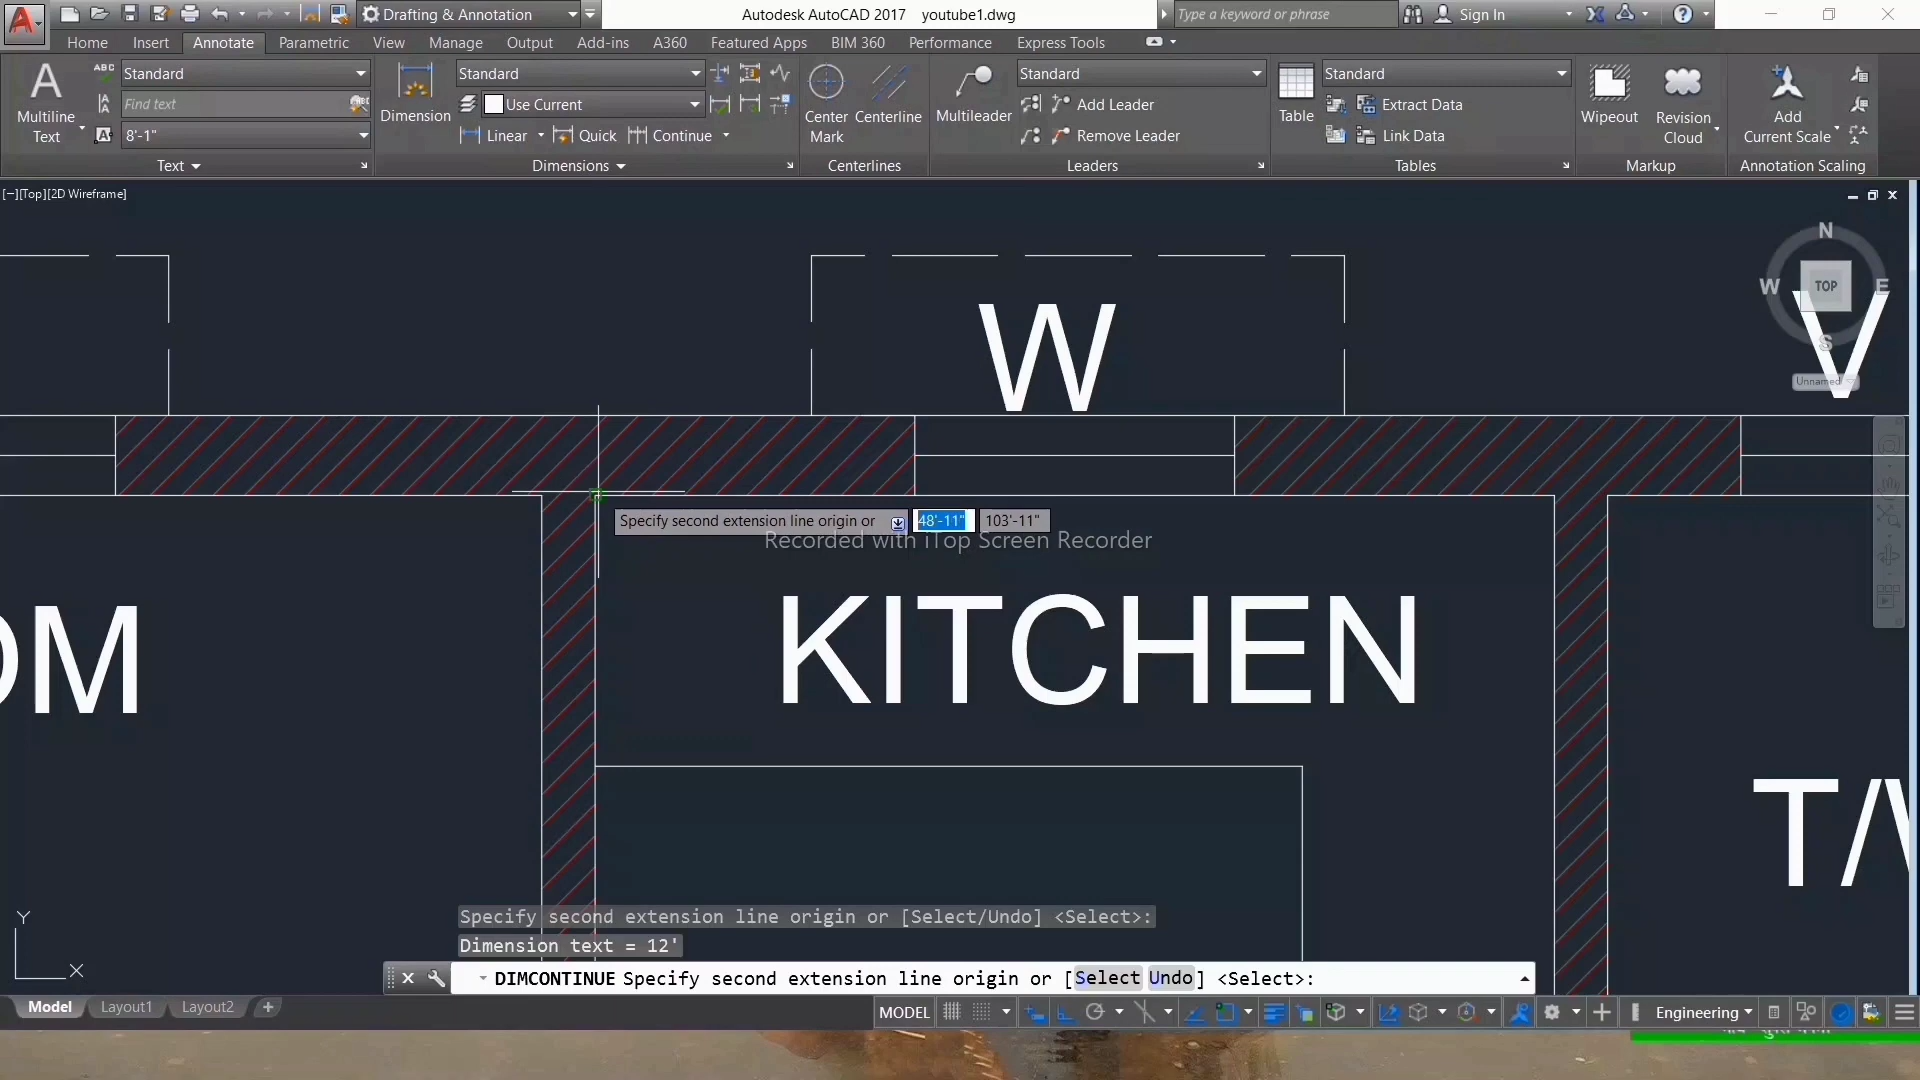 Drafting & Annotation
Autodesk AutoCAD 2017 youtube1.dwg
Type a keyword or phrase
Sign In
Home Insert Annotate Parametric View Manage Output Add-ins A360 Featured Apps BIM 360 Performance Express Tools
A Multiline Text
ABC Standard
Find text ABC
A 8'-1"
Text
Dimension
Standard
Use Current
Linear Quick Continue
Dimensions
Center Mark
Centerline
Centerlines
Multileader
Standard
Add Leader
Remove Leader
Leaders
Table
Standard
Extract Data
Link Data
Tables
Wipeout
Revision Cloud
Markup
Add Current Scale
Annotation Scaling
[−][Top][2D Wireframe]
N
W TOP E
S
Unnamed
W V
Specify second extension line origin or 48'-11" 103'-11"
Recorded with iTop Screen Recorder
OM KITCHEN
T/
Y
X
Specify second extension line origin or [Select/Undo] <Select>:
Dimension text = 12'
DIMCONTINUE Specify second extension line origin or [Select Undo] <Select>:
Model Layout1 Layout2 +
MODEL
Engineering